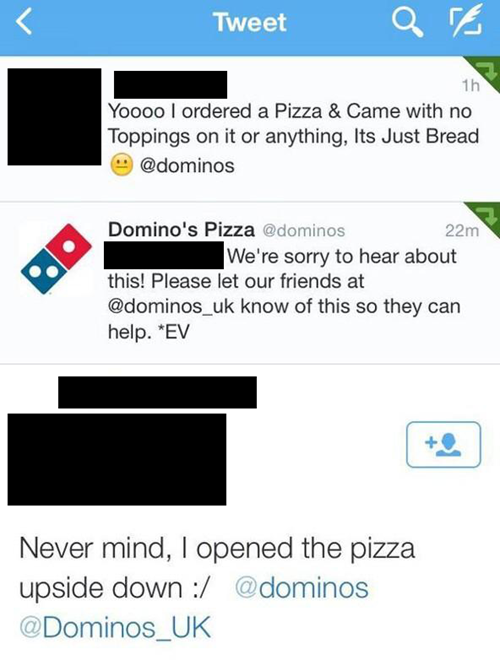 Tweet
1h
Yoooo I ordered a Pizza & Came with no
Toppings on it or anything, Its Just Bread
😐 @dominos
Domino's Pizza @dominos 22m
We're sorry to hear about
this! Please let our friends at
@dominos_uk know of this so they can
help. *EV
Never mind, I opened the pizza
upside down :/ @dominos
@Dominos_UK